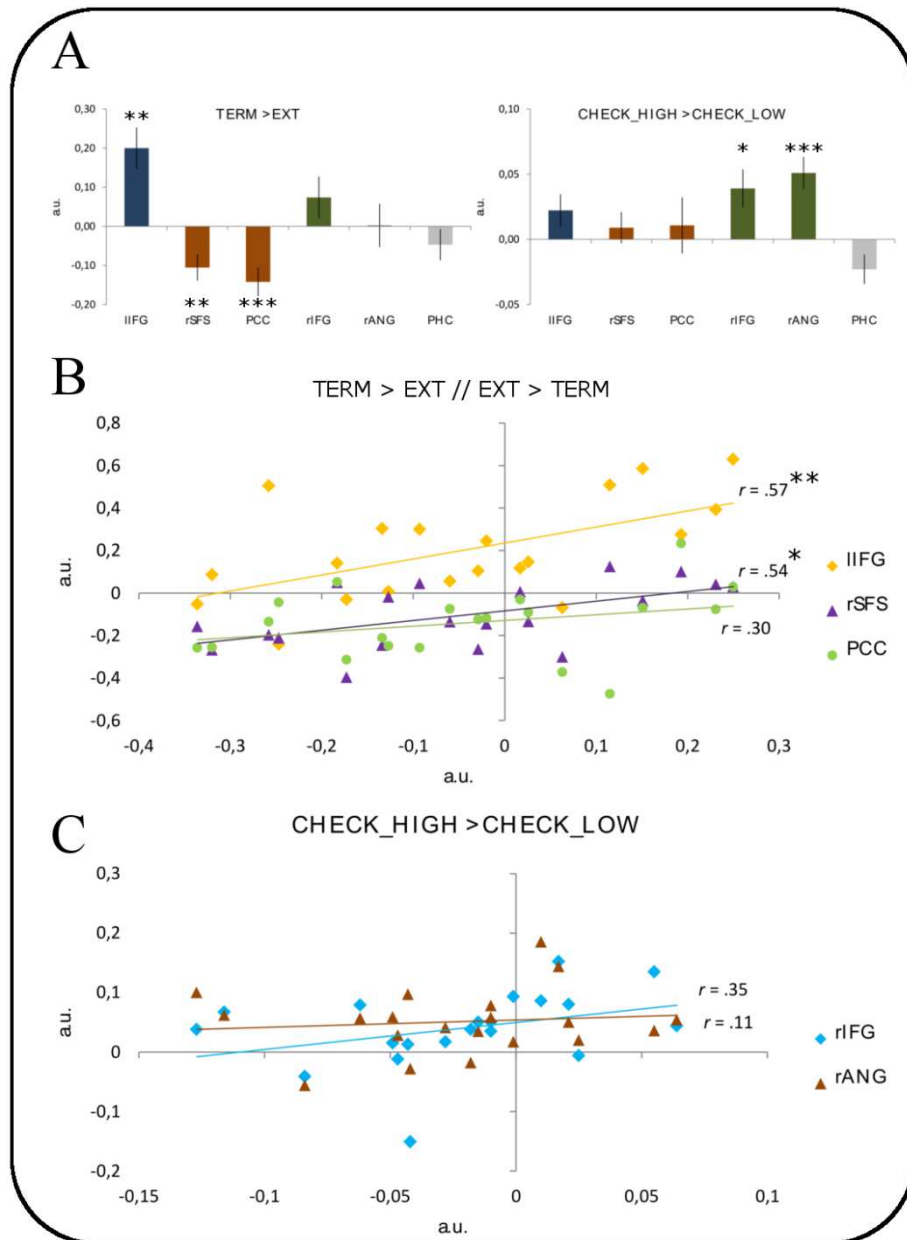 A
TERM >EXT
0,30
0,20
0,10
0,00
-0,10
-0,20
a.u.
**
**
***
lIFG
rSFS
PCC
rIFG
rANG
PHC
CHECK_HIGH >CHECK_LOW
0,10
0,05
0,00
-0,05
a.u.
*
***
lIFG
rSFS
PCC
rIFG
rANG
PHC
B
TERM > EXT // EXT > TERM
0,8
0,6
0,4
0,2
0
-0,2
-0,4
-0,6
a.u.
r = .57**
r = .54*
r = .30
lIFG
rSFS
PCC
-0,4
-0,3
-0,2
-0,1
0
0,1
0,2
0,3
a.u.
C
CHECK_HIGH >CHECK_LOW
0,3
0,2
0,1
0
-0,1
-0,2
a.u.
r = .35
r = .11
rIFG
rANG
-0,15
-0,1
-0,05
0
0,05
0,1
a.u.